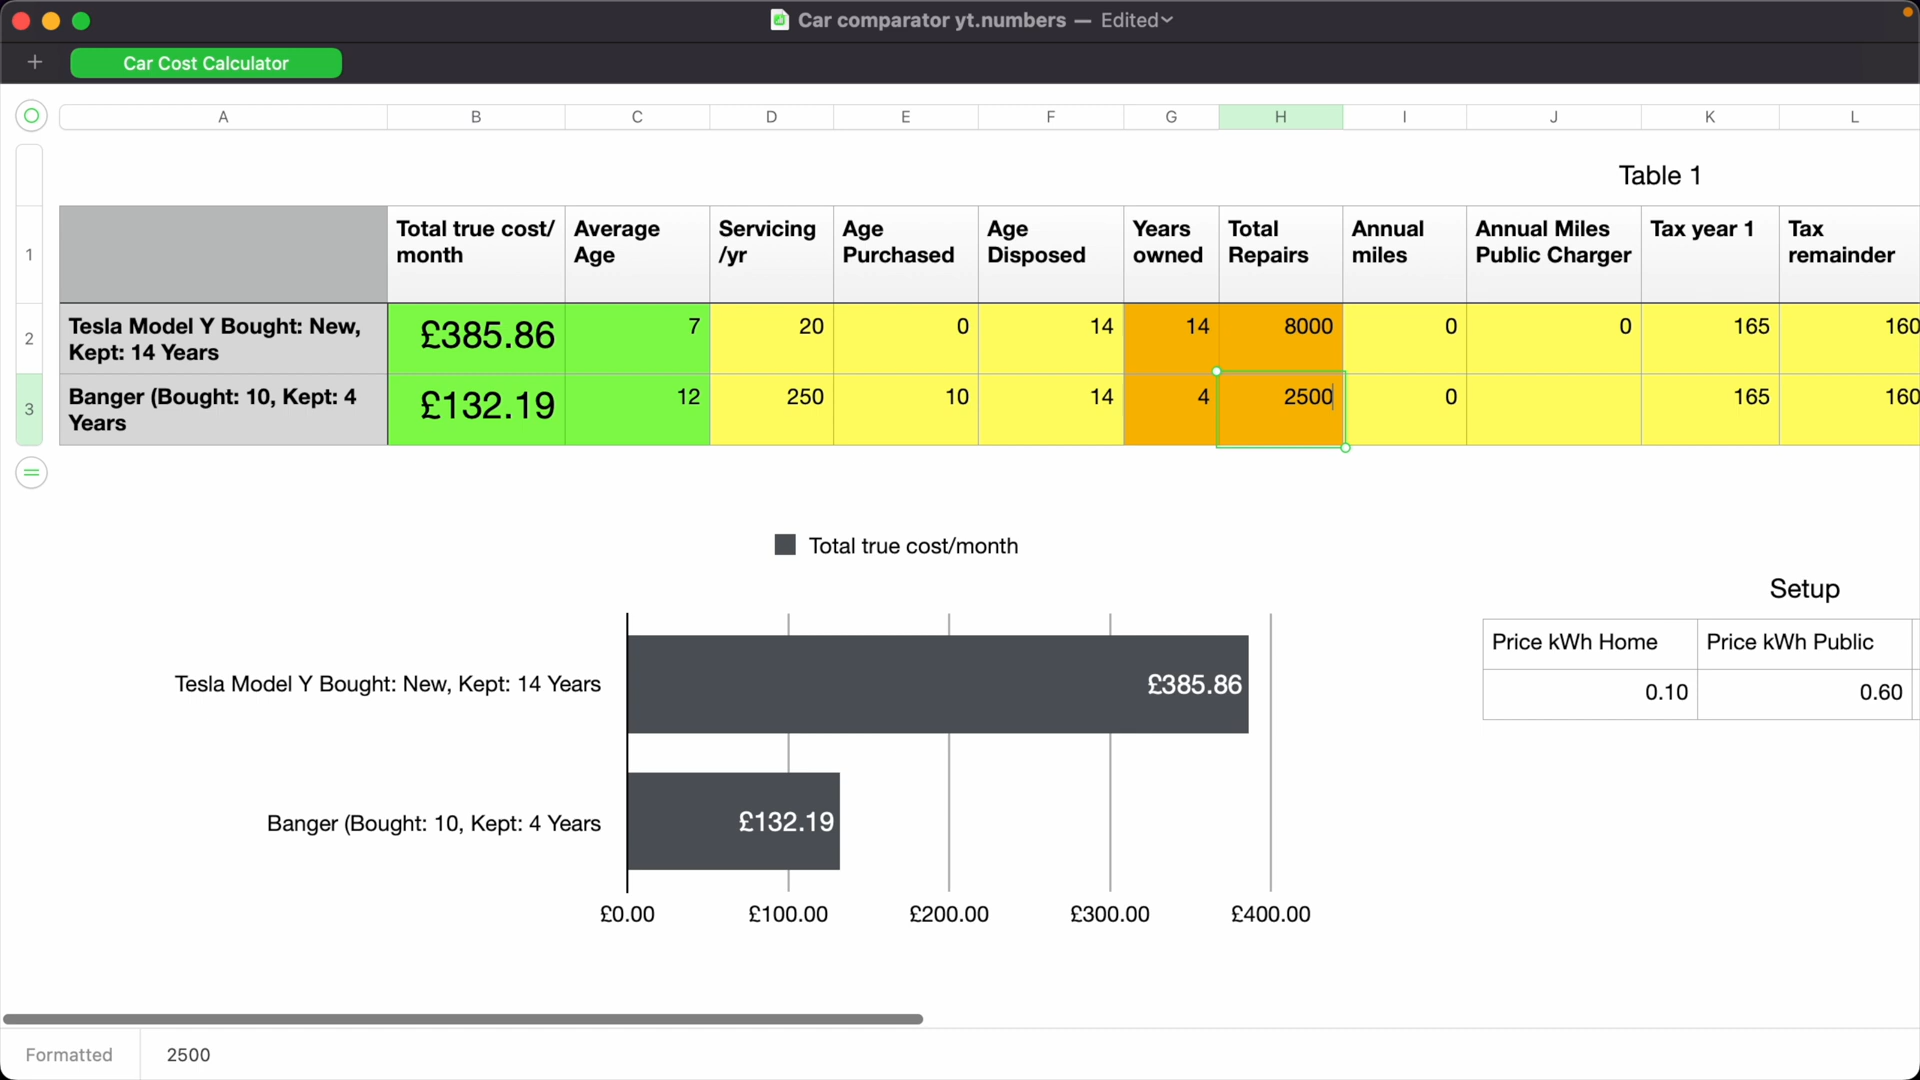 Car comparator yt.numbers — Edited
Car Cost Calculator
A B C D E F G H I J K L
Table 1
Total true cost/ Average Servicing Age Age Years Total Annual Annual Miles Tax year 1 Tax
month Age /yr Purchased Disposed owned Repairs miles Public Charger remainder
1
Tesla Model Y Bought: New, £385.86 7 20 0 14 14 8000 0 0 165 160
Kept: 14 Years
2
Banger (Bought: 10, Kept: 4 £132.19 12 250 10 14 4 2500 0 165 160
Years
3
Total true cost/month
Setup
Price kWh Home Price kWh Public
0.10 0.60
Tesla Model Y Bought: New, Kept: 14 Years £385.86
Banger (Bought: 10, Kept: 4 Years £132.19
£0.00 £100.00 £200.00 £300.00 £400.00
Formatted 2500